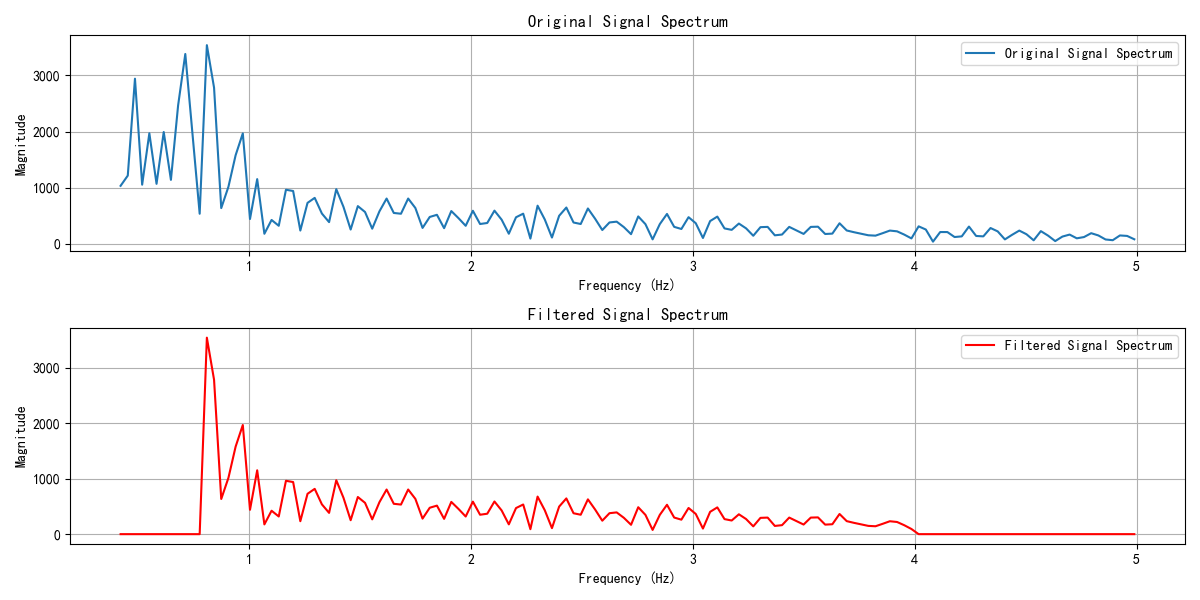 Original Signal Spectrum
Original Signal Spectrum
Magnitude
3000
2000
1000
0
1 2 3 4 5
Frequency (Hz)
Filtered Signal Spectrum
Filtered Signal Spectrum
Magnitude
3000
2000
1000
0
1 2 3 4 5
Frequency (Hz)